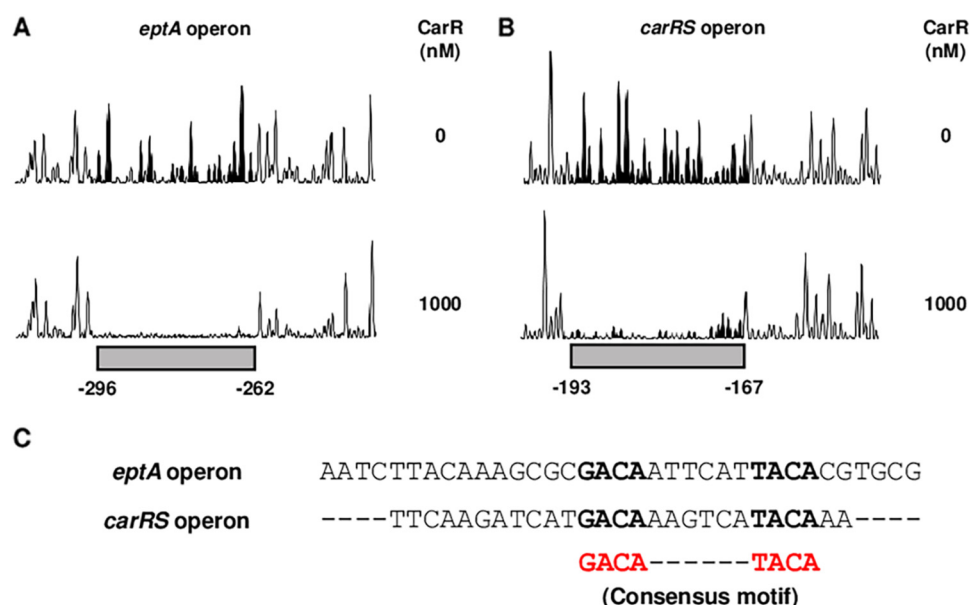 A eptA operon CarR (nM)
0
1000
-296 -262
B carRS operon CarR (nM)
0
1000
-193 -167
C
eptA operon AATCTTACAAAGCGCGACAATTCATTACACGTGCG
carRS operon ----TTCAAGATCATGACAAAGTCATACAAA----
GACA------TACA
(Consensus motif)